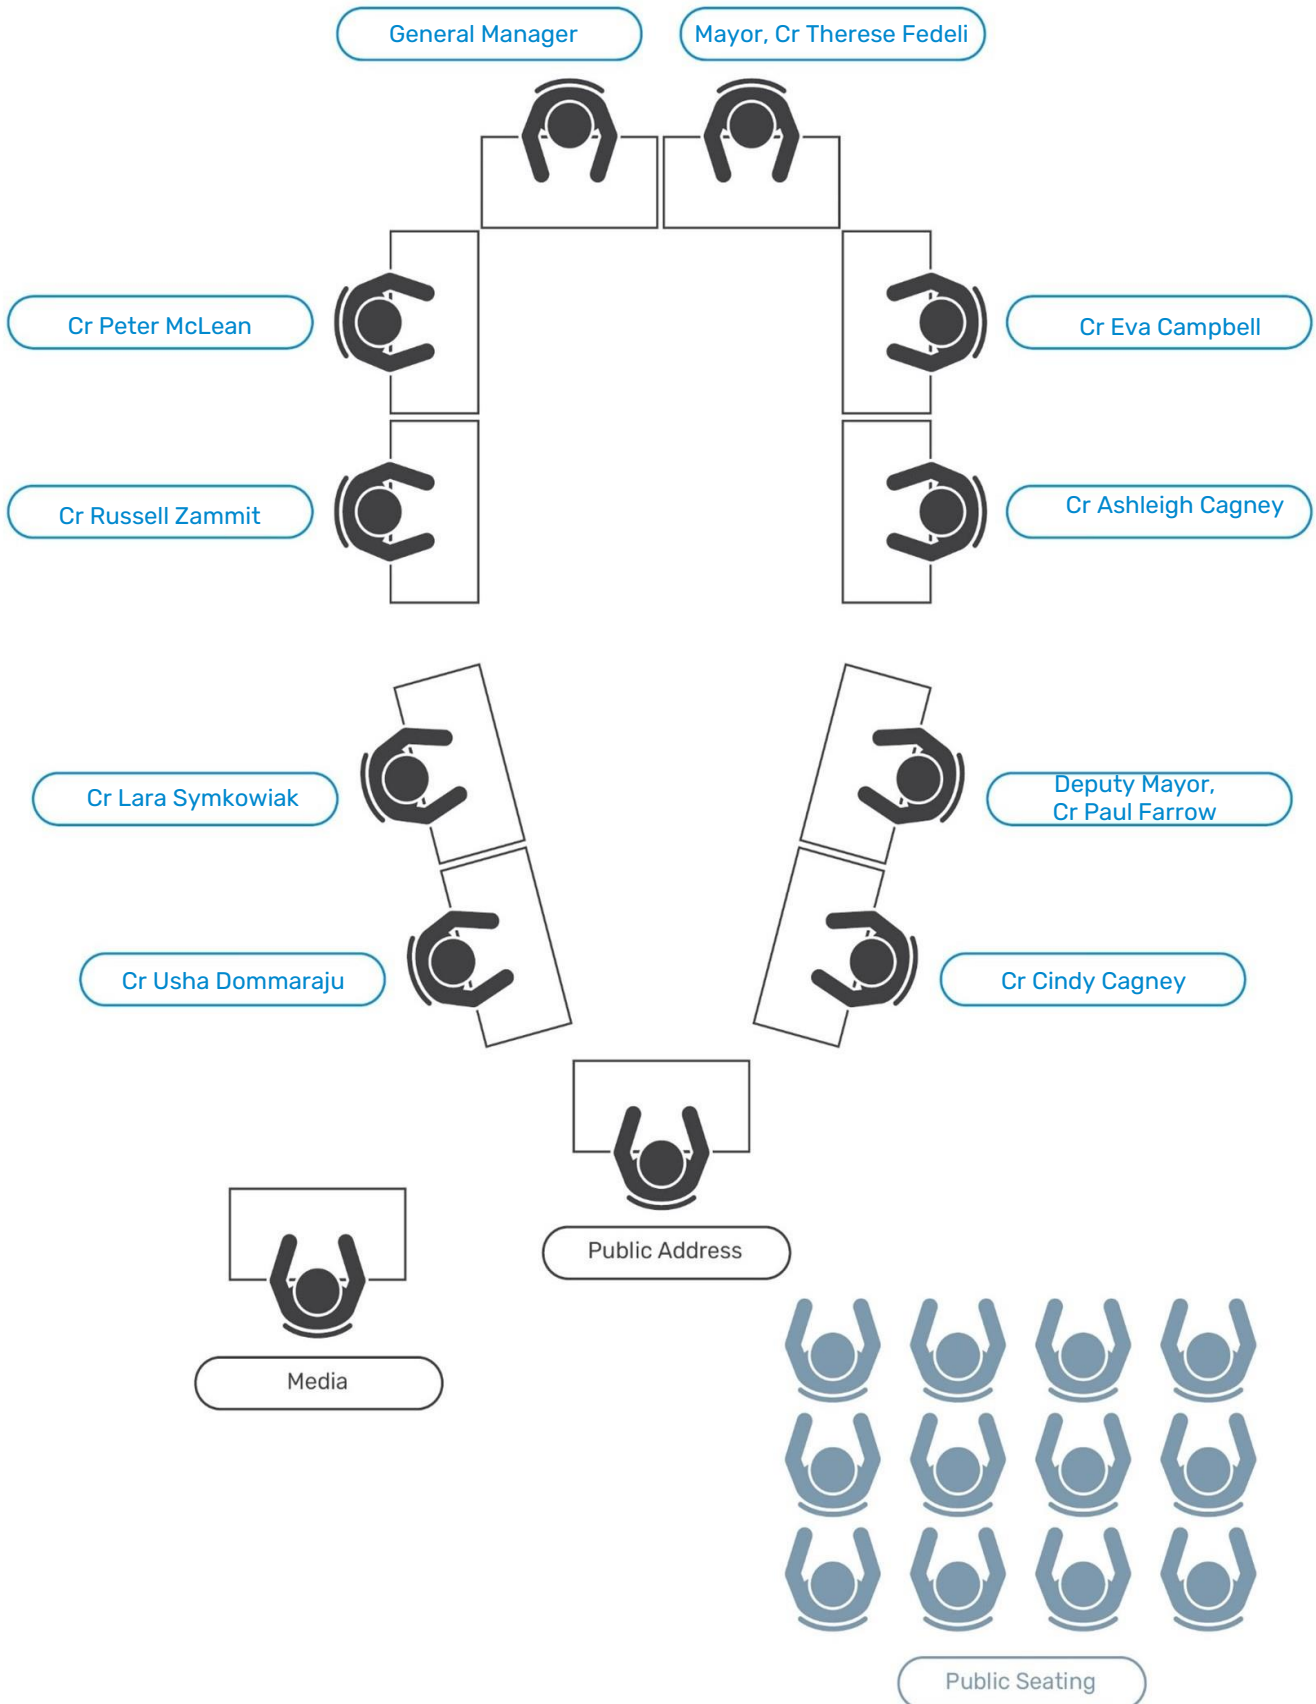 General Manager
Mayor, Cr Therese Fedeli
Cr Peter McLean
Cr Eva Campbell
Cr Russell Zammit
Cr Ashleigh Cagney
Cr Lara Symkowiak
Deputy Mayor,
Cr Paul Farrow
Cr Usha Dommaraju
Cr Cindy Cagney
Public Address
Media
Public Seating